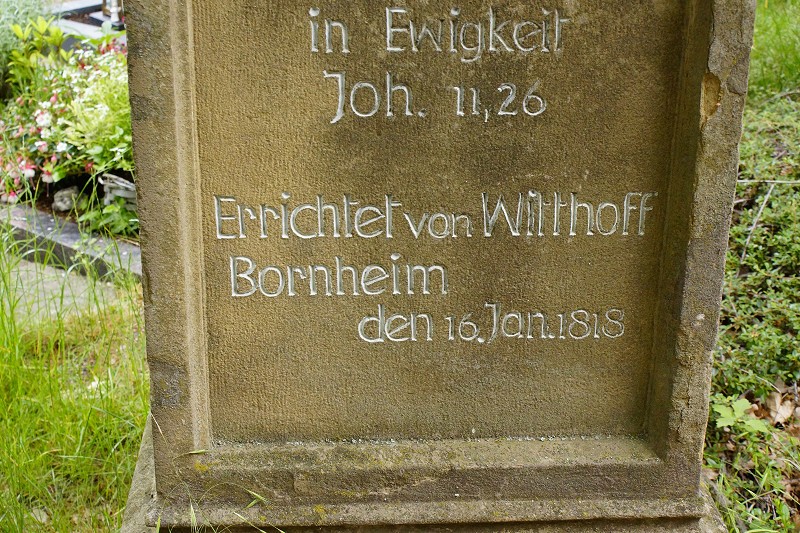 in Ewigkeit
Joh. 11,26
Errichtet von Witthoff
Bornheim
den 16. Jan. 1818